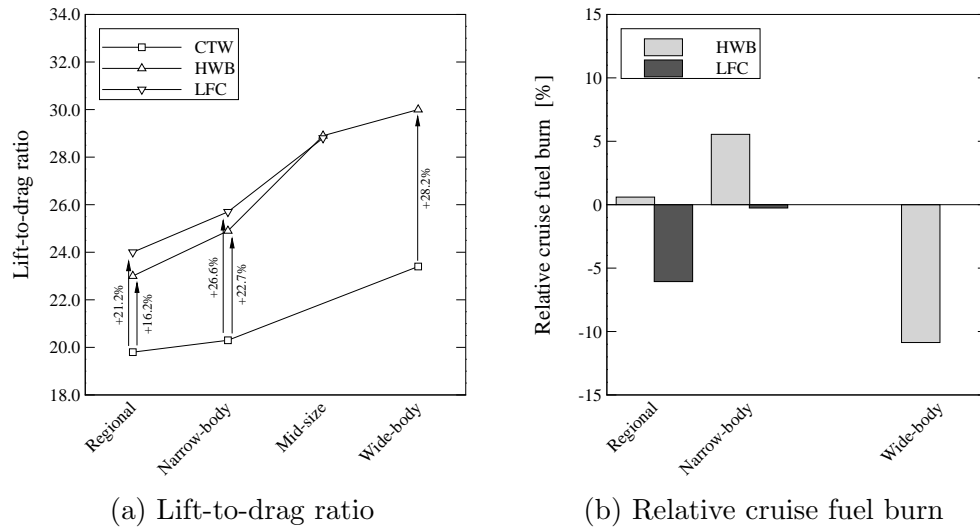 34.0
32.0
30.0
28.0
26.0
24.0
22.0
20.0
18.0
Lift-to-drag ratio
CTW
HWB
LFC
+21.2%
+16.2%
+26.6%
+22.7%
+28.2%
Regional
Narrow-body
Mid-size
Wide-body
(a) Lift-to-drag ratio
15
10
5
0
-5
-10
-15
Relative cruise fuel burn [%]
HWB
LFC
Regional
Narrow-body
Wide-body
(b) Relative cruise fuel burn